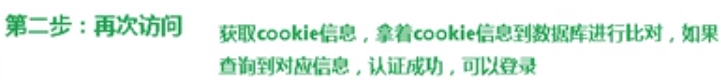 第二步：再次访问
获取cookie信息，拿着cookie信息到数据库进行比对，如果
查询到对应信息，认证成功，可以登录